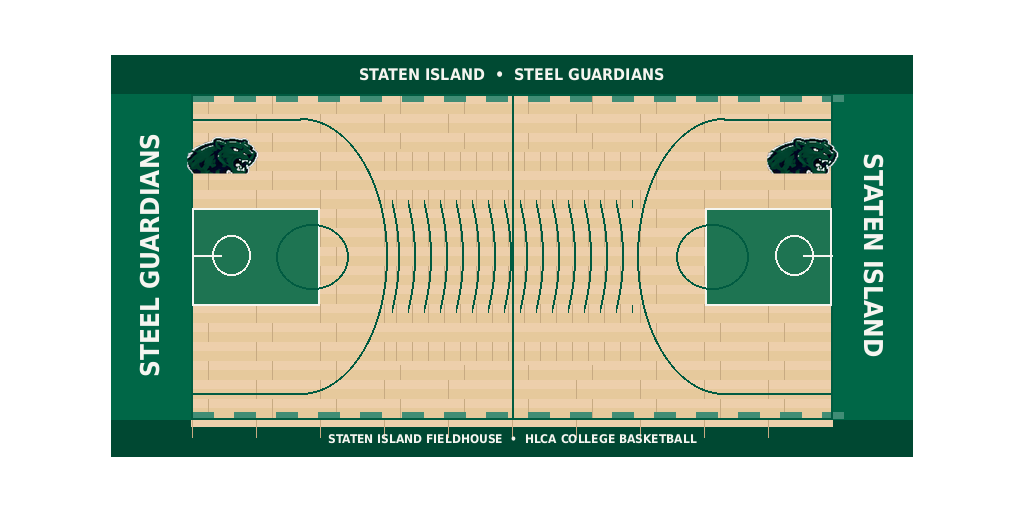 STATEN ISLAND • STEEL GUARDIANS
STEEL GUARDIANS
STATEN ISLAND
STATEN ISLAND FIELDHOUSE • HLCA COLLEGE BASKETBALL